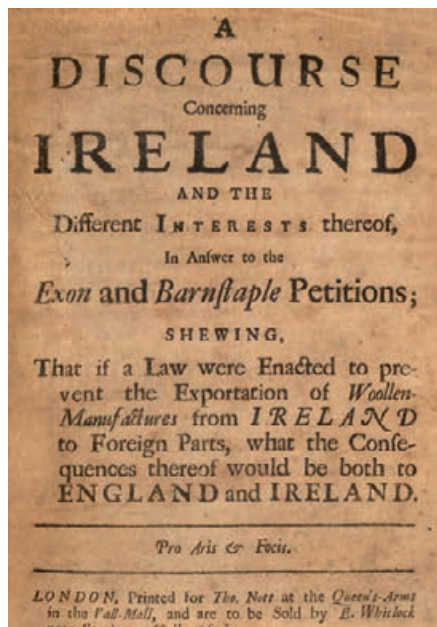 A
DISCOURSE
Concerning
IRELAND
AND THE
Different INTERESTS thereof,
In Anſwer to the
Exon and Barnſtaple Petitions;
SHEWING,
That if a Law were Enacted to pre-
vent the Exportation of Woollen-
Manufactures from IRELAND
to Foreign Parts, what the Conſe-
quences thereof would be both to
ENGLAND and IRELAND.
Pro Aris & Focis.
LONDON, Printed for Tho. Nott at the Queen's-Arms
in the Pall-Mall, and are to be Sold by E. Whitlock